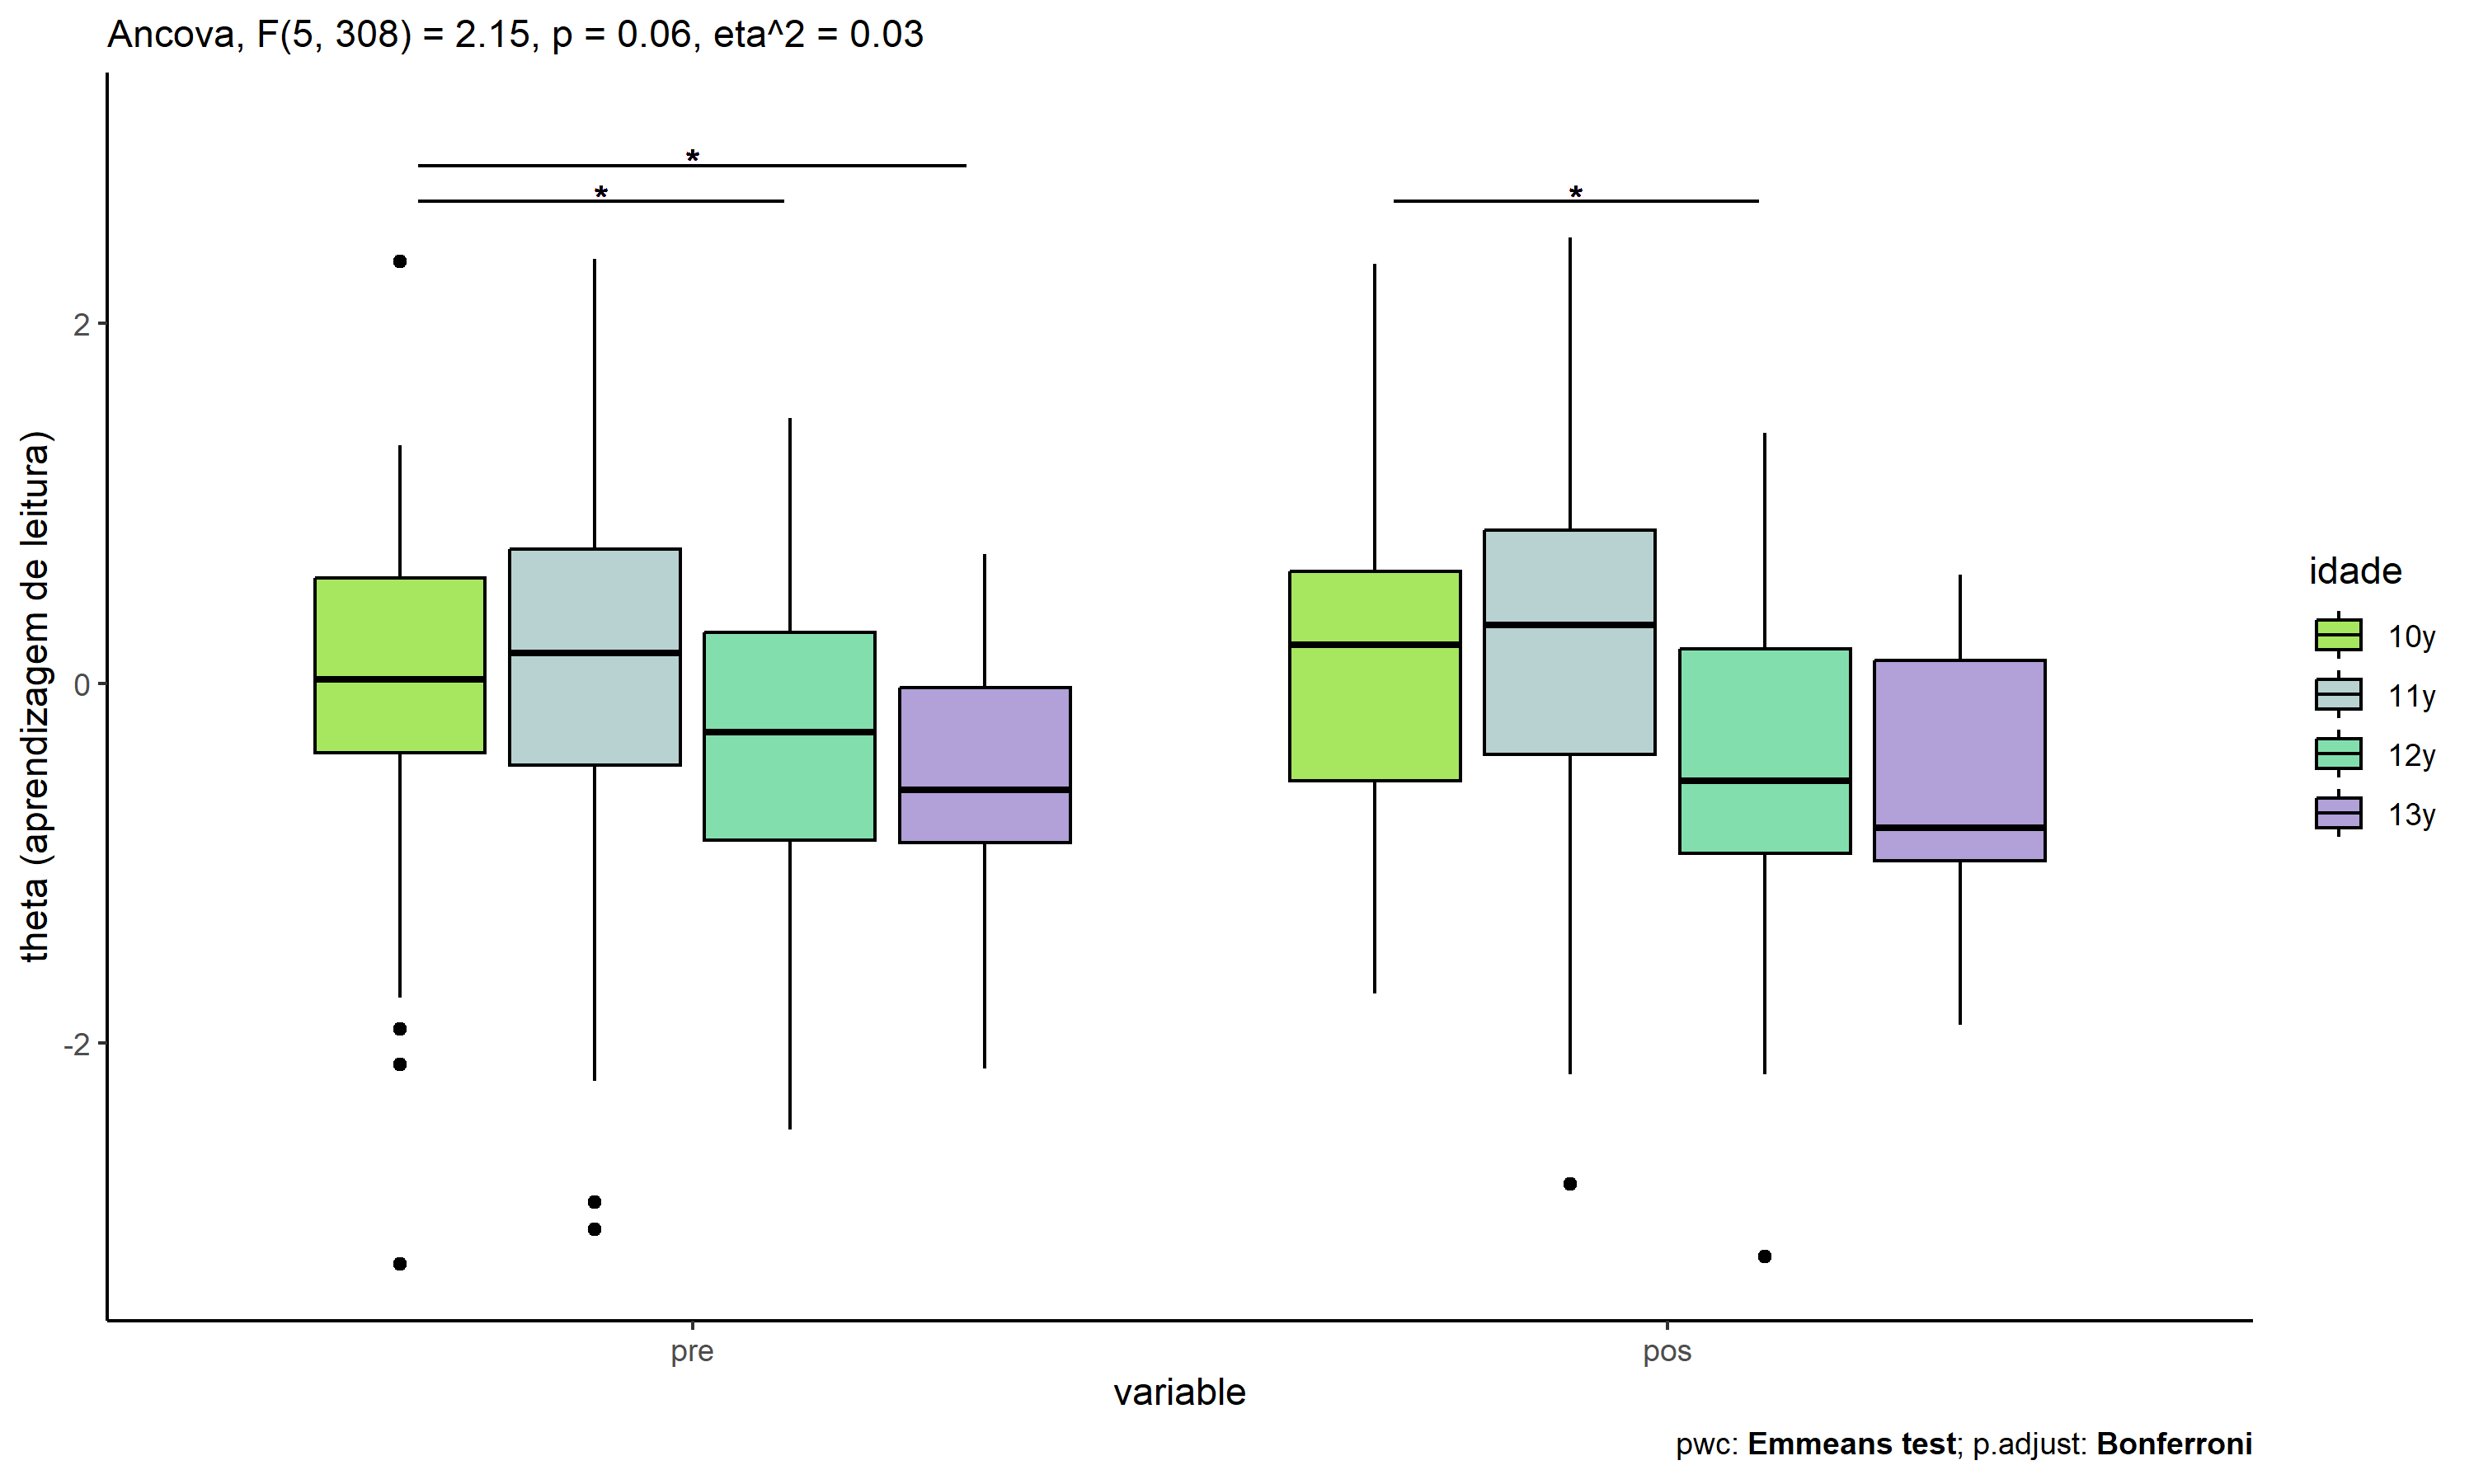 Ancova, F(5, 308) = 2.15, p = 0.06, eta^2 = 0.03
*
*
*
2
0
-2
theta (aprendizagem de leitura)
pre
pos
variable
idade
10y
11y
12y
13y
pwc: Emmeans test; p.adjust: Bonferroni